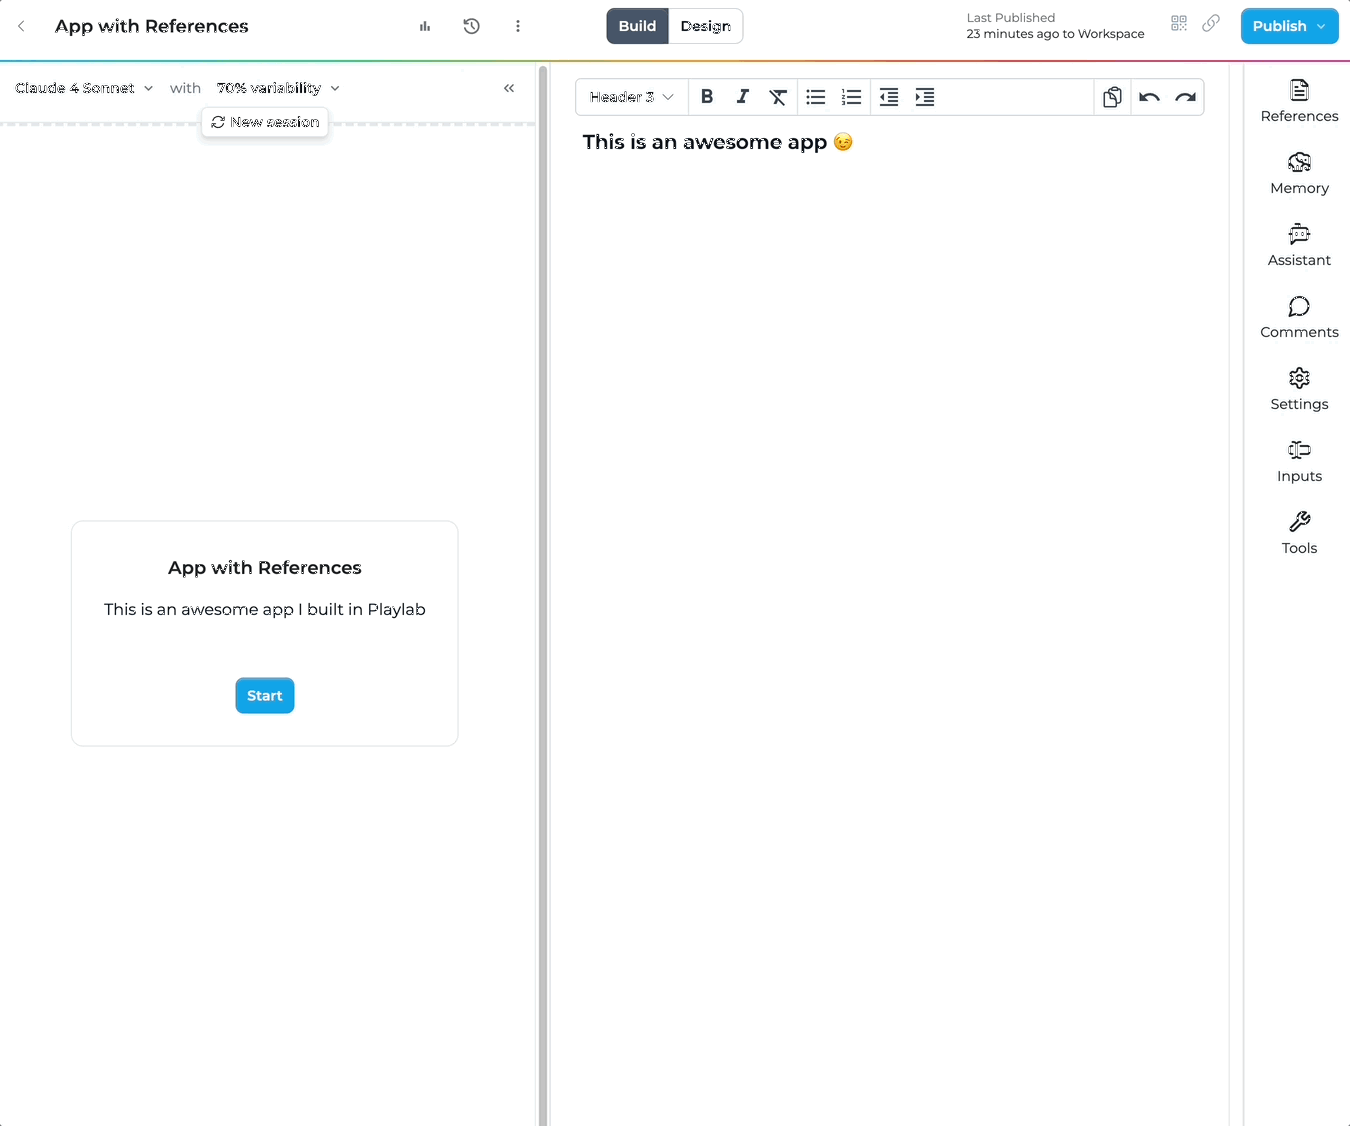 App with References
Build
Design
Last Published
23 minutes ago to Workspace
Publish
Claude 4 Sonnet
with
70% variability
New session
Header 3
This is an awesome app 😉
References
Memory
Assistant
Comments
Settings
Inputs
Tools
App with References
This is an awesome app I built in Playlab
Start